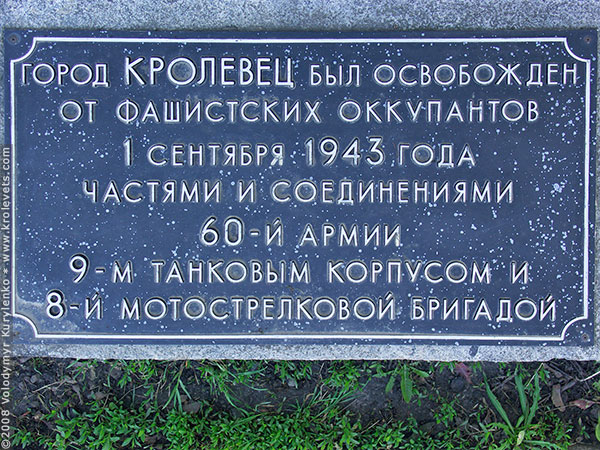 ГОРОД КРОЛЕВЕЦ БЫЛ ОСВОБОЖДЕН
ОТ ФАШИСТСКИХ ОККУПАНТОВ
1 СЕНТЯБРЯ 1943 ГОДА
ЧАСТЯМИ И СОЕДИНЕНИЯМИ
60-Й АРМИИ
9-М ТАНКОВЫМ КОРПУСОМ И
8-Й МОТОСТРЕЛКОВОЙ БРИГАДОЙ
©2008 Volodymyr Kurylenko * www.krolevets.com